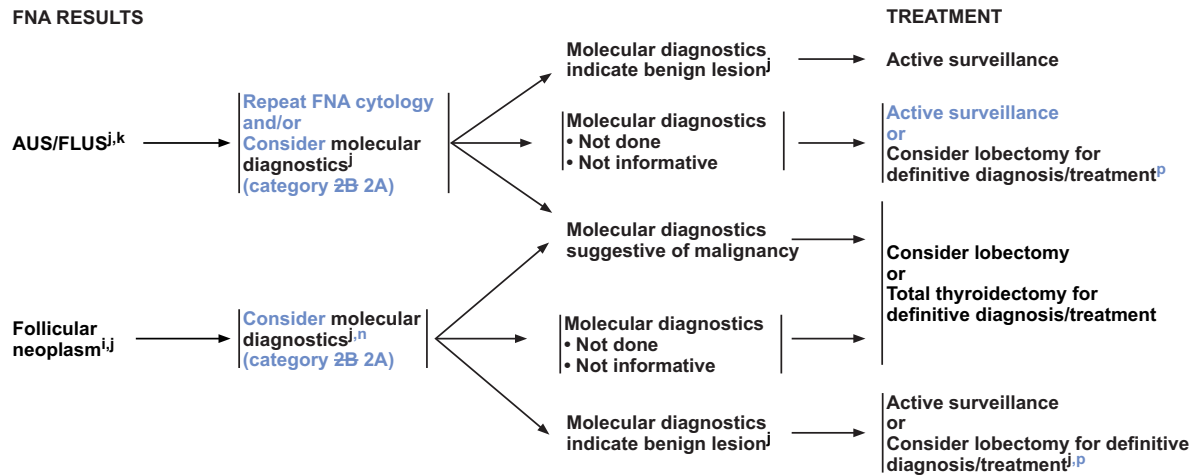 FNA RESULTS
TREATMENT
Molecular diagnostics
indicate benign lesionj
Active surveillance
AUS/FLUSj,k
Repeat FNA cytology
and/or
Consider molecular
diagnosticsj
(category 2B 2A)
Molecular diagnostics
• Not done
• Not informative
Active surveillance
or
Consider lobectomy for
definitive diagnosis/treatmentp
Molecular diagnostics
suggestive of malignancy
Consider lobectomy
or
Total thyroidectomy for
definitive diagnosis/treatment
Follicular
neoplasmi,j
Consider molecular
diagnosticsj,n
(category 2B 2A)
Molecular diagnostics
• Not done
• Not informative
Molecular diagnostics
indicate benign lesionj
Active surveillance
or
Consider lobectomy for definitive
diagnosis/treatmentj,p